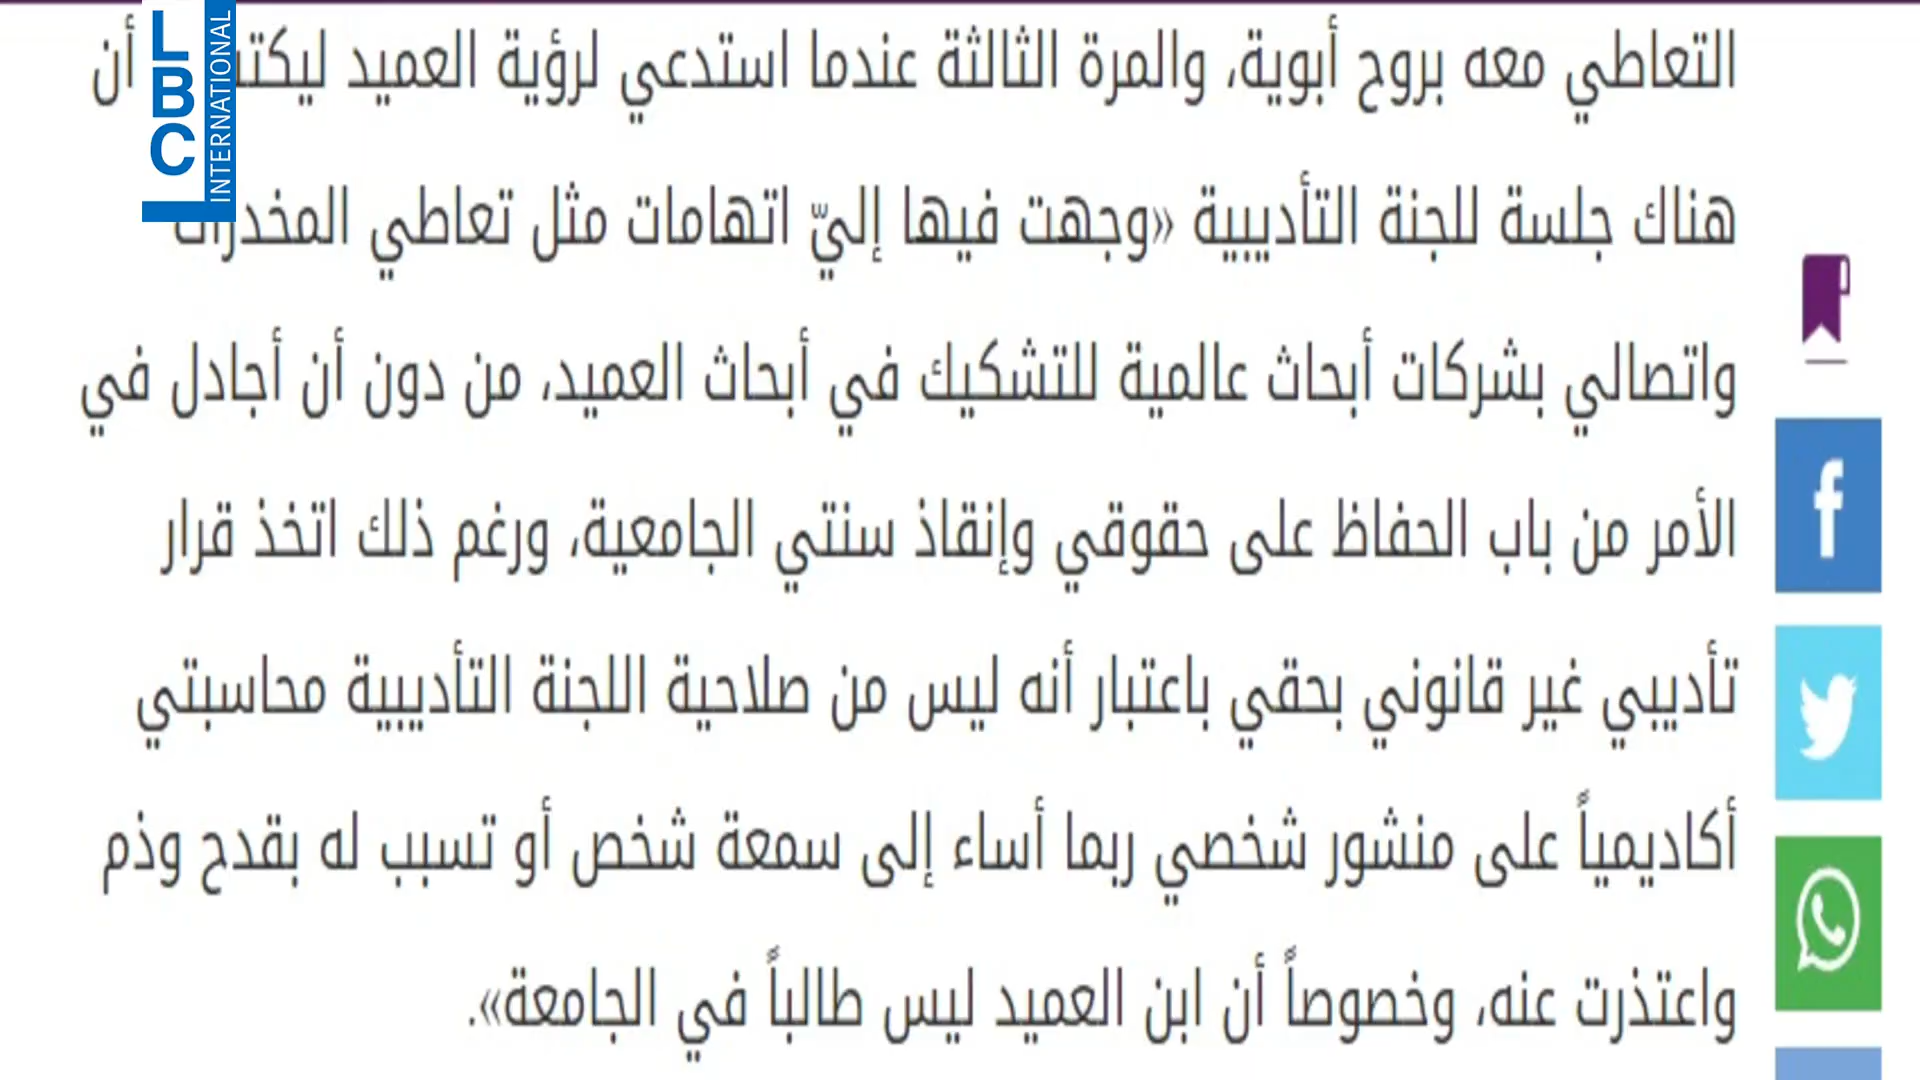 التعاطي معه بروح أبوية، والمرة الثالثة عندما استدعي لرؤية العميد أن
هناك جلسة للجنة التأديبية «وجهت فيها إليّ اتهامات مثل تعاطي
واتصالي بشركات أبحاث عالمية للتشكيك في أبحاث العميد، من دون أن أجادل في
الأمر من باب الحفاظ على حقوقي وإنقاذ سنتي الجامعية، ورغم ذلك اتخذ قرار
تأديبي غير قانوني بحقي باعتبار أنه ليس من صلاحية اللجنة التأديبية محاسبتي
أكاديمياً على منشور شخصي ربما أساء إلى سمعة شخص أو تسبب له بقدح وذم
واعتذرت عنه، وخصوصاً أن ابن العميد ليس طالباً في الجامعة».
LBC
INTERNATIONAL